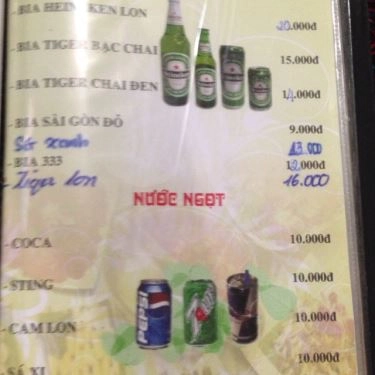 - BIA HEINEKEN LON 20.000đ
- BIA TIGER BẠC CHAI 15.000đ
- BIA TIGER CHAI ĐEN 14.000đ
- BIA SÀI GÒN ĐỎ 9.000đ
Sài xanh 13 000
- BIA 333 12.000đ
- Tiger lon 16.000
NƯỚC NGỌT
- COCA 10.000đ
- STING 10.000đ
PEPSI
- CAM LON 10.000đ
- SÁ XỊ 10.000đ